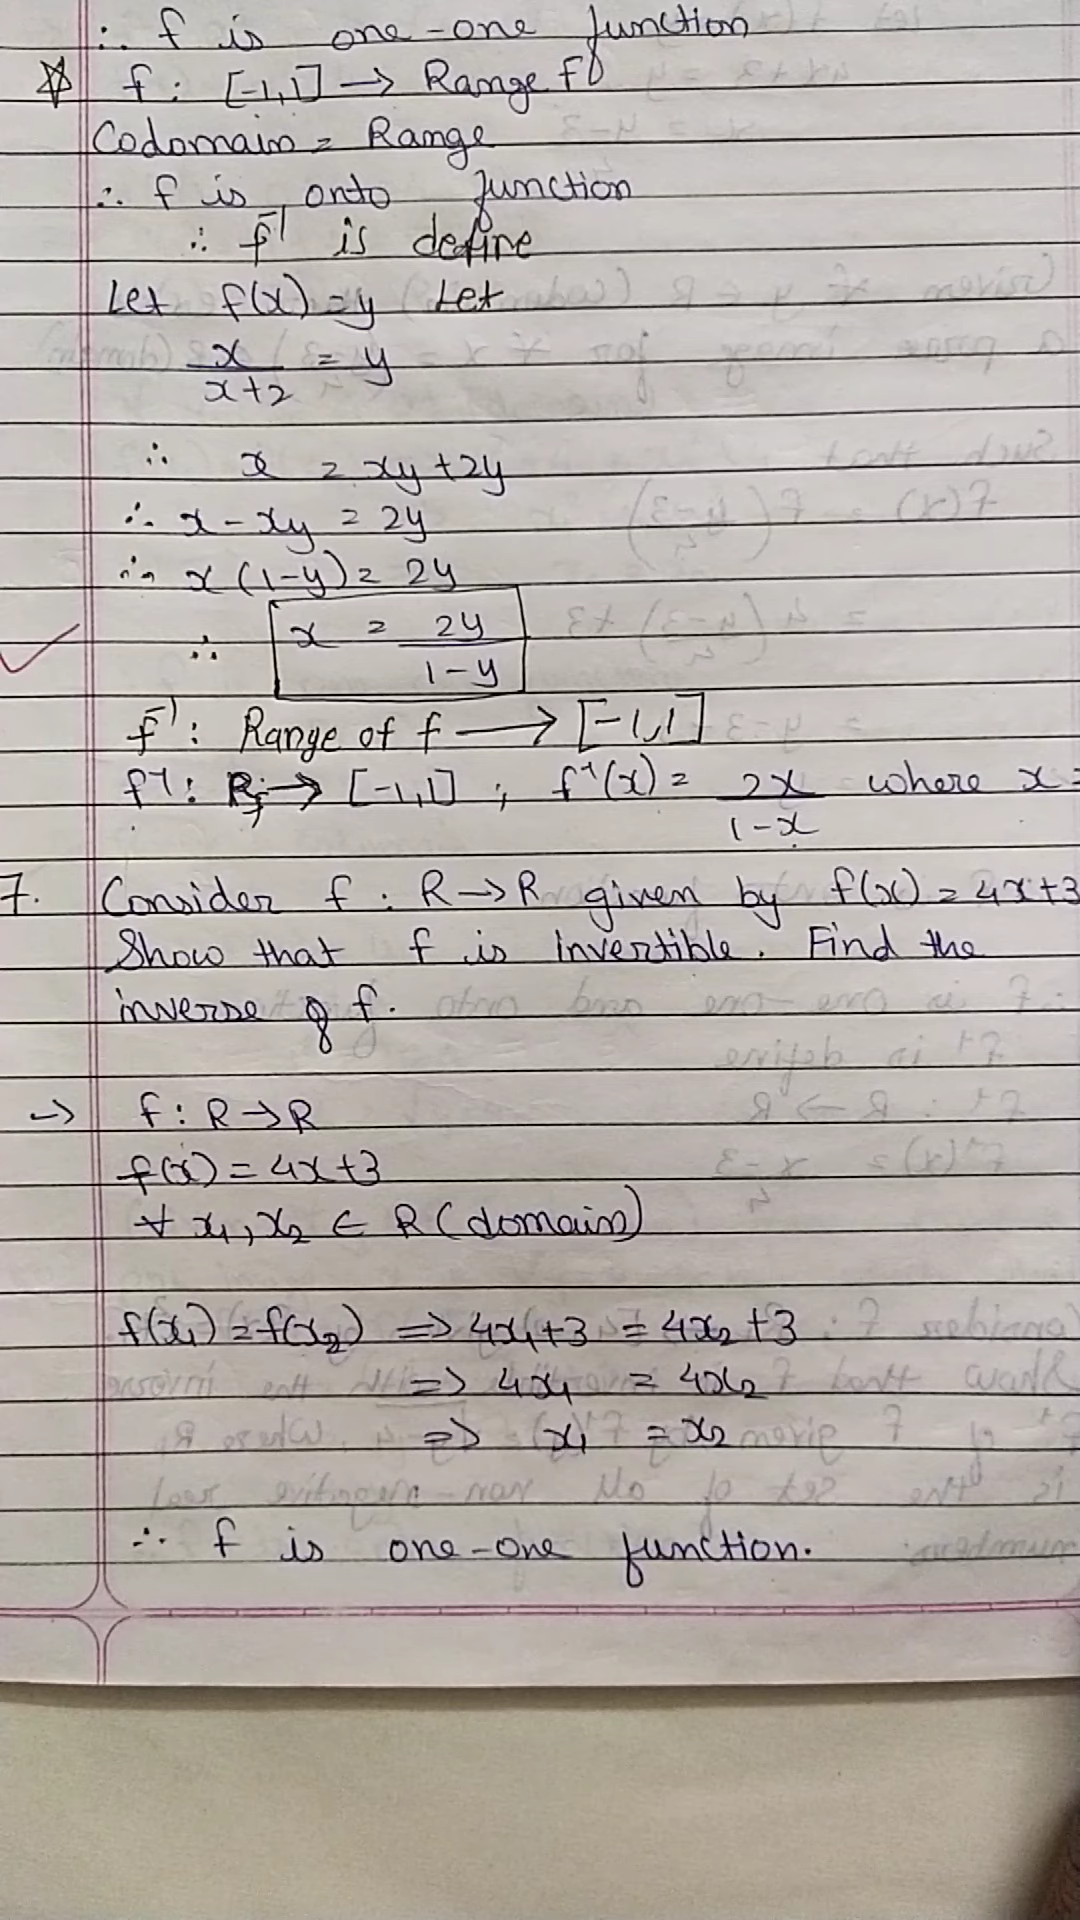 ∴ f is one-one function
☆ f: [-1,1] → Range f
Codomain = Range
∴ f is onto function
∴ f⁻¹ is define
Let f(x) = y Let
x/(x+2) = y
∴ x = xy + 2y
∴ x - xy = 2y
∴ x (1-y) = 2y
∴ x = 2y/(1-y)
f⁻¹: Range of f → [-1,1]
f⁻¹: Rf → [-1,1] ; f⁻¹(x) = 2x/(1-x) where x =
7. Consider f : R→R given by f(x) = 4x+3
Show that f is invertible. Find the
inverse of f.
→ f : R→R
f(x) = 4x+3
∀ x₁, x₂ ∈ R (domain)
f(x₁) = f(x₂) ⇒ 4x₁+3 = 4x₂+3
⇒ 4x₁ = 4x₂
⇒ x₁ = x₂
∴ f is one-one function.